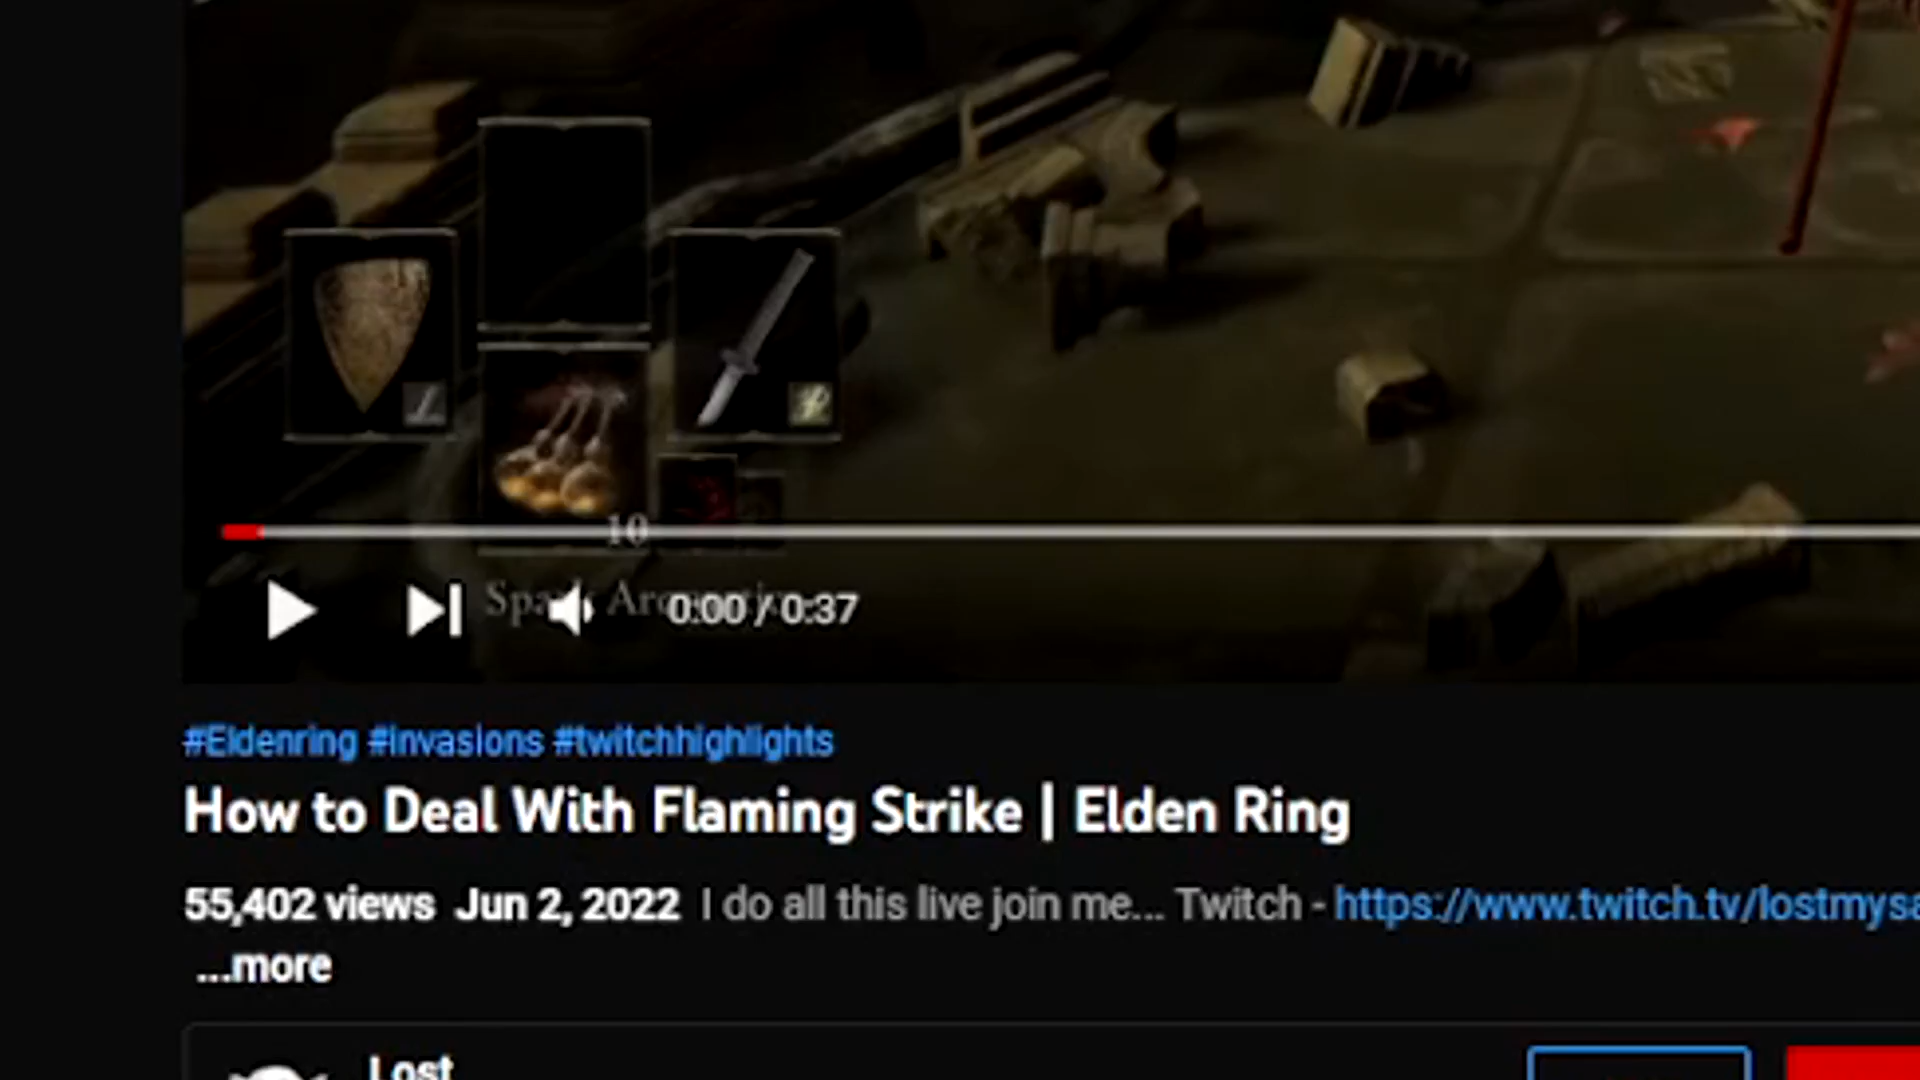 10
0:00 / 0:37
#Eldenring #Invasions #twitchhighlights
How to Deal With Flaming Strike | Elden Ring
55,402 views Jun 2, 2022 I do all this live join me... Twitch - https://www.twitch.tv/lostmysa
...more
Lost